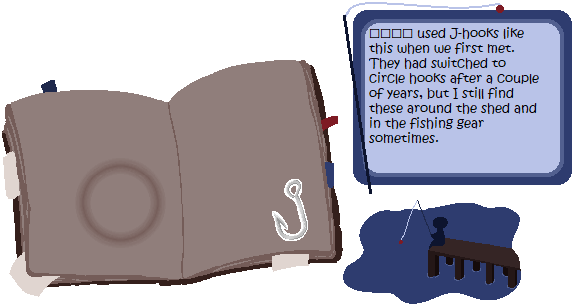 □□□□ used J-hooks like
this when we first met.
They had switched to
circle hooks after a couple
of years, but I still find
these around the shed and
in the fishing gear
sometimes.